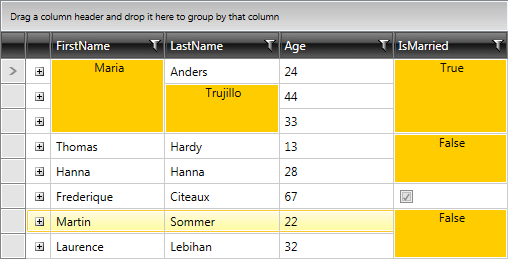 Drag a column header and drop it here to group by that column
FirstName LastName Age IsMarried
Maria Anders 24 True
Trujillo 44
33
Thomas Hardy 13 False
Hanna Hanna 28
Frederique Citeaux 67
Martin Sommer 22 False
Laurence Lebihan 32